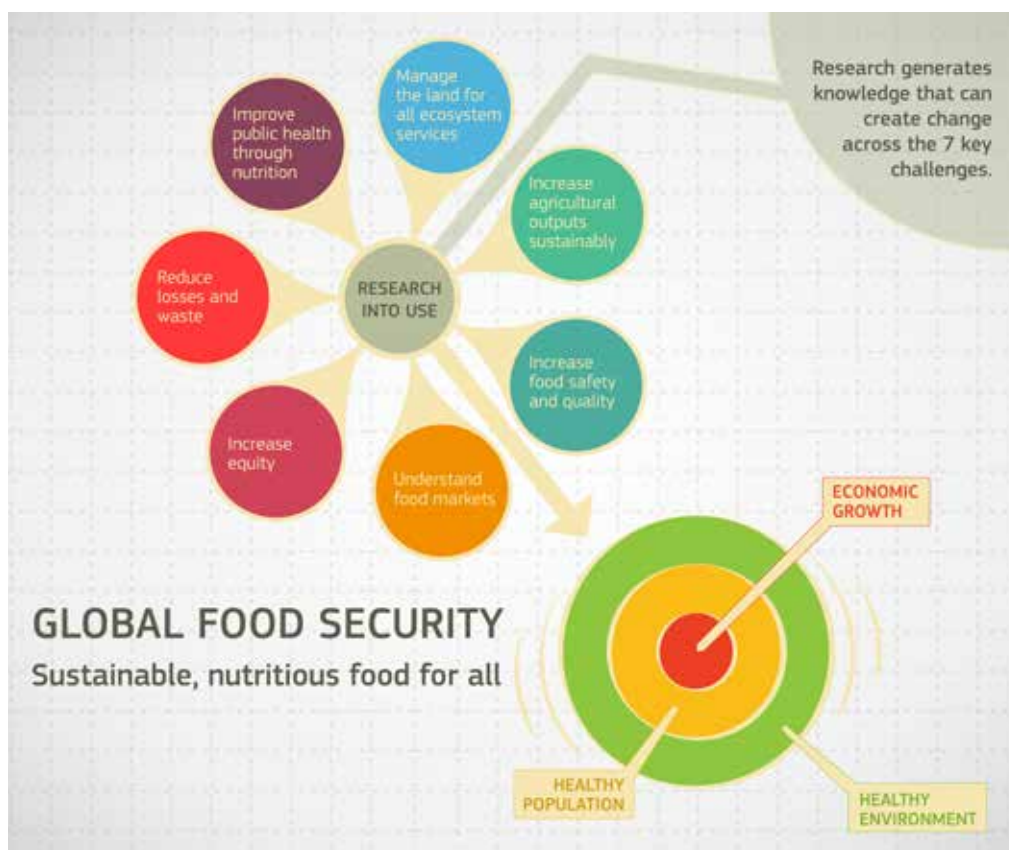 Research generates
knowledge that can
create change
across the 7 key
challenges.
Manage
the land for
all ecosystem
services
Improve
public health
through
nutrition
Increase
agricultural
outputs
sustainably
Reduce
losses and
waste
RESEARCH
INTO USE
Increase
food safety
and quality
Increase
equity
Understand
food markets
ECONOMIC
GROWTH
GLOBAL FOOD SECURITY
Sustainable, nutritious food for all
HEALTHY
POPULATION
HEALTHY
ENVIRONMENT